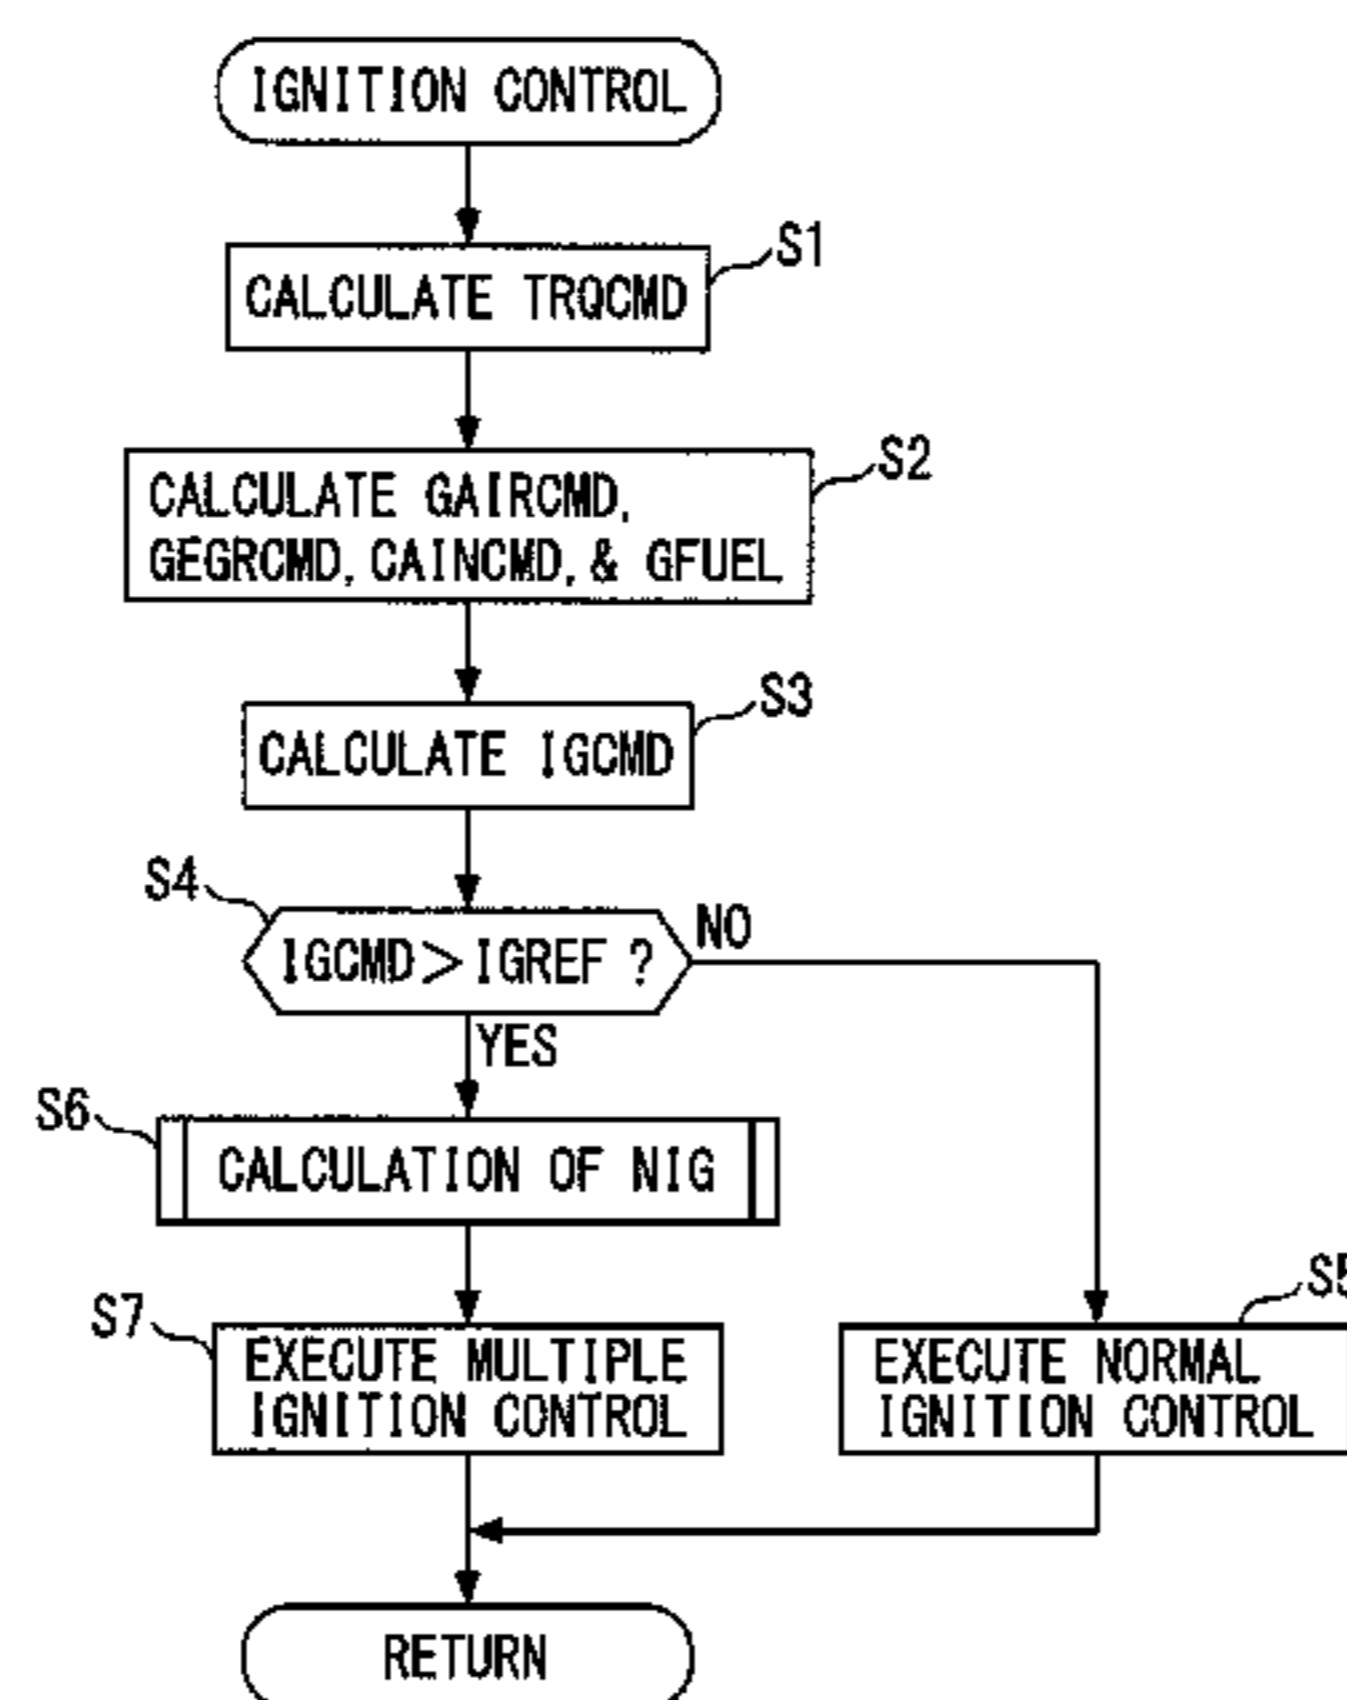 IGNITION CONTROL
S1
CALCULATE TRQCMD
S2
CALCULATE GAIRCMD,
GEGRCMD, CAINCMD, & GFUEL
S3
CALCULATE IGCMD
S4
IGCMD > IGREF ?
NO
YES
S6
CALCULATION OF NIG
S7
EXECUTE MULTIPLE
IGNITION CONTROL
S5
EXECUTE NORMAL
IGNITION CONTROL
RETURN